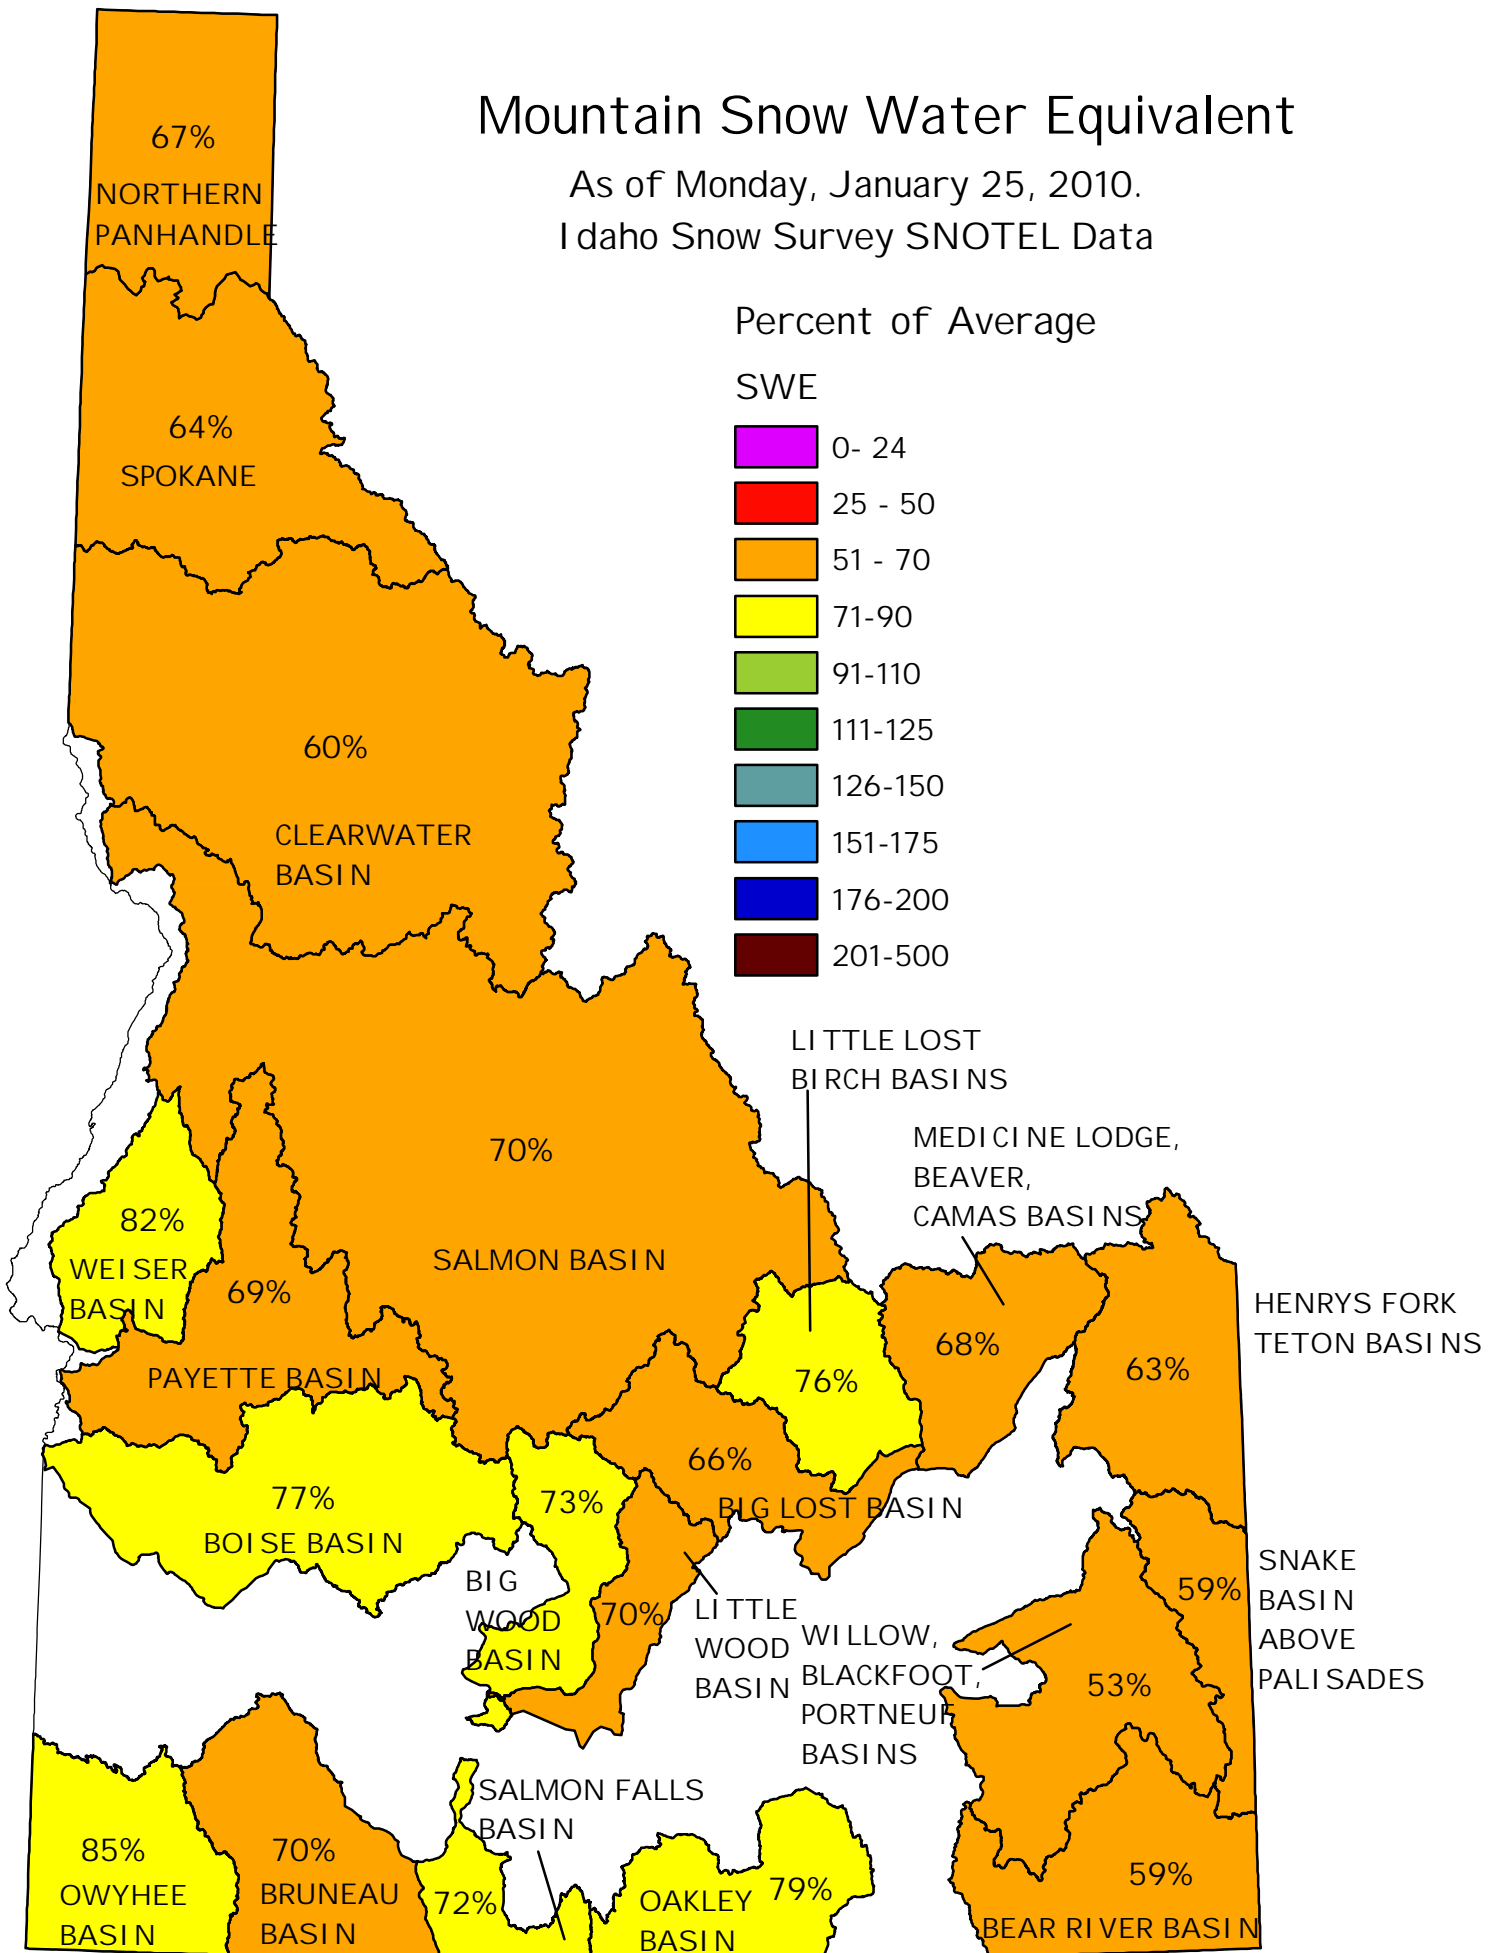 Mountain Snow Water Equivalent
As of Monday, January 25, 2010.
Idaho Snow Survey SNOTEL Data
Percent of Average
SWE
0- 24
25 - 50
51 - 70
71-90
91-110
111-125
126-150
151-175
176-200
201-500
67%
NORTHERN
PANHANDLE
64%
SPOKANE
60%
CLEARWATER
BASIN
70%
SALMON BASIN
LITTLE LOST
BIRCH BASINS
76%
MEDICINE LODGE,
BEAVER,
CAMAS BASINS
68%
HENRYS FORK
TETON BASINS
63%
82%
WEISER
BASIN
69%
PAYETTE BASIN
77%
BOISE BASIN
73%
BIG
WOOD
BASIN
66%
BIG LOST BASIN
70%
LITTLE
WOOD
BASIN
WILLOW,
BLACKFOOT,
PORTNEUF
BASINS
53%
59%
SNAKE
BASIN
ABOVE
PALISADES
85%
OWYHEE
BASIN
70%
BRUNEAU
BASIN
SALMON FALLS
BASIN
72%
OAKLEY
BASIN
79%
59%
BEAR RIVER BASIN